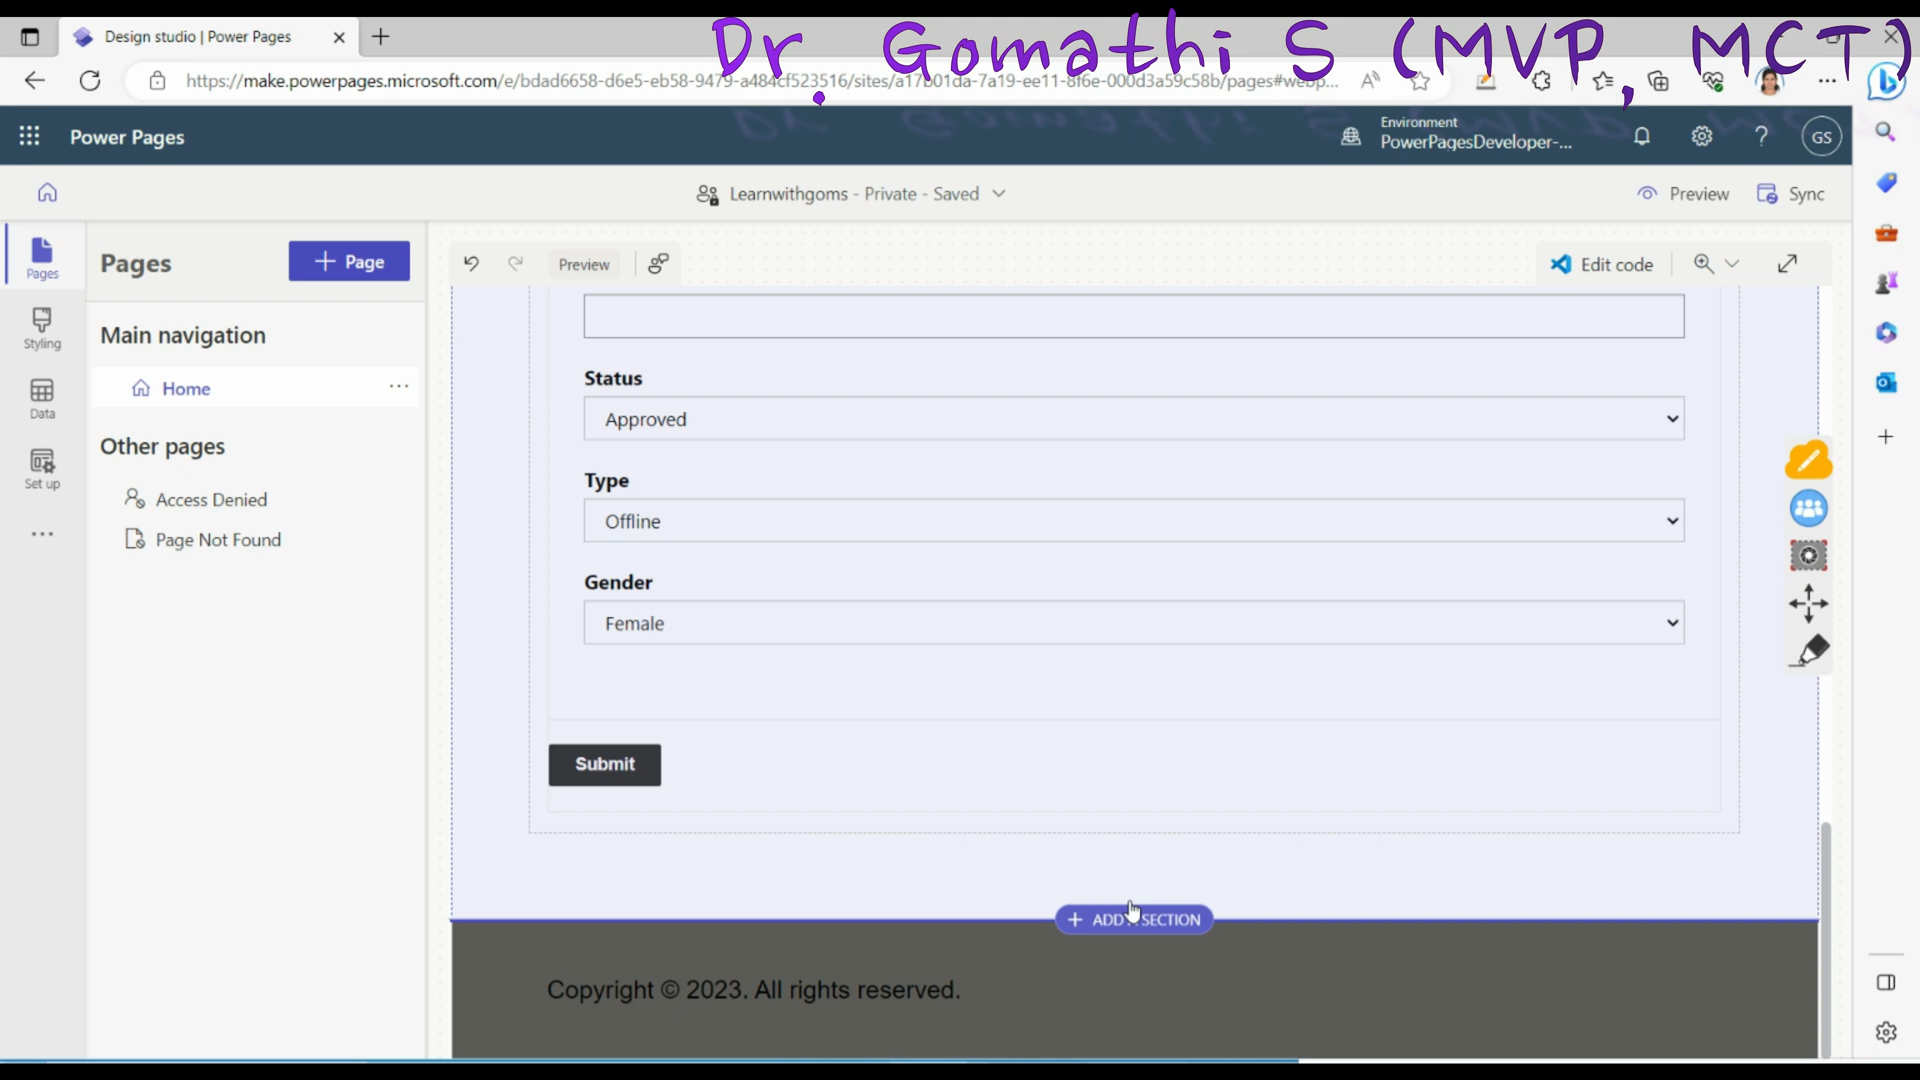 Design studio | Power Pages
Dr. Gomathi S (MVP, MCT)
https://make.powerpages.microsoft.com/e/bdad6658-d6e5-eb58-9479-a484cf523516/sites/a17b01da-7a19-ee11-8f6e-000d3a59c58b/pages#webp...
Power Pages
Environment
PowerPagesDeveloper-...
GS
Learnwithgoms - Private - Saved
Preview
Sync
Pages
Pages
+ Page
Preview
Edit code
Main navigation
Styling
Home
Data
Other pages
Set up
Access Denied
Page Not Found
Status
Approved
Type
Offline
Gender
Female
Submit
+ ADD A SECTION
Copyright © 2023. All rights reserved.